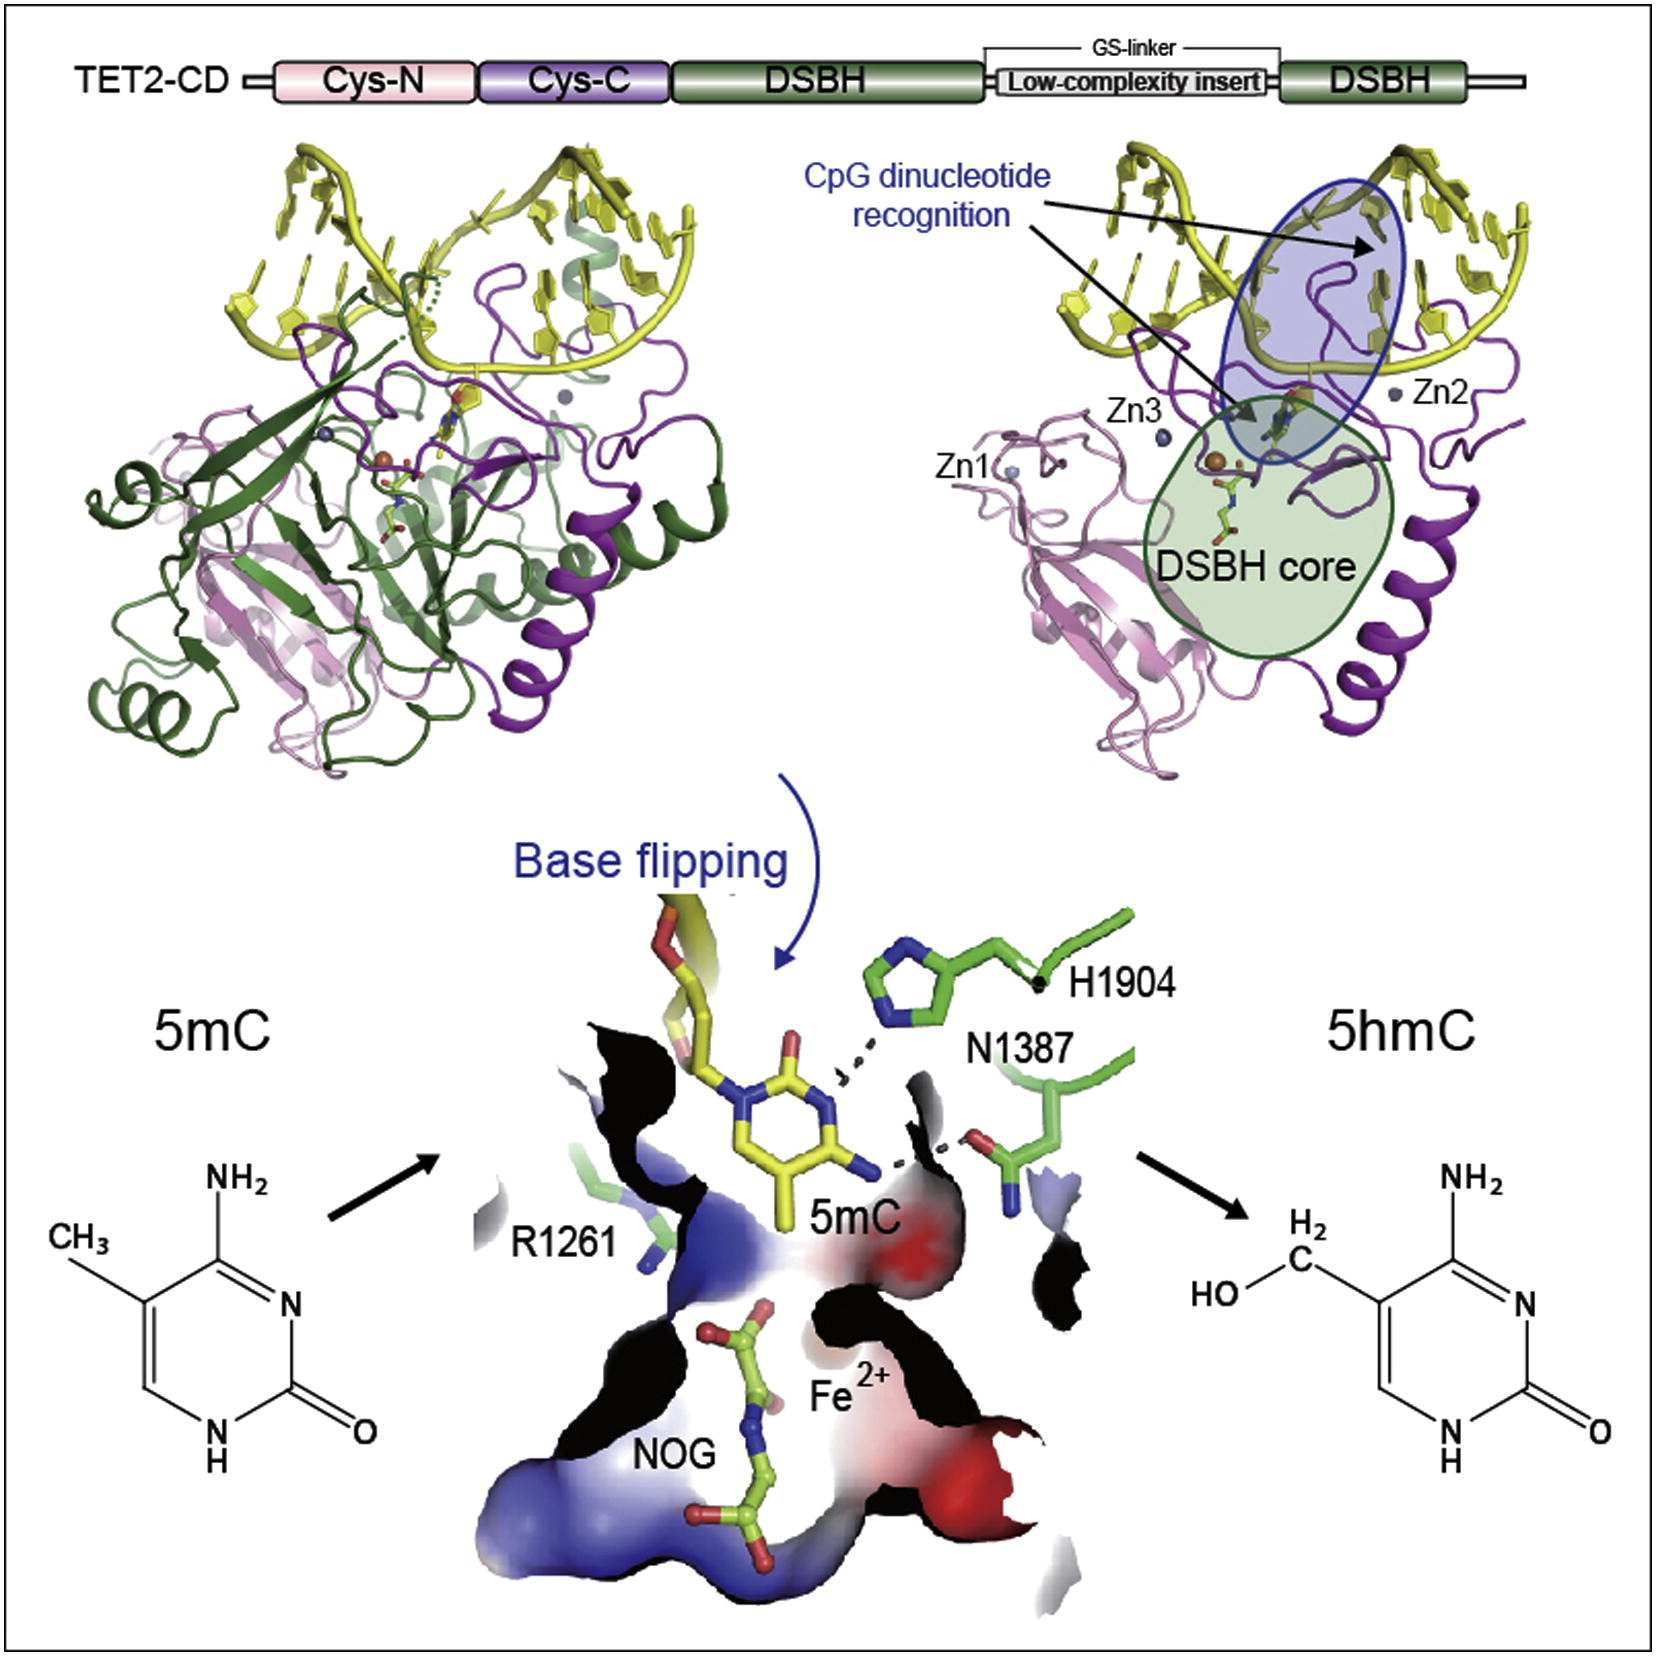 GS-linker
TET2-CD Cys-N Cys-C DSBH Low-complexity insert DSBH
CpG dinucleotide
recognition
Zn2
Zn3
Zn1
DSBH core
Base flipping
H1904
5mC
N1387
5hmC
NH₂
NH₂
5mC
H₂
CH₃
R1261
C
HO
N
N
Fe²⁺
NOG
N
H
O
N
H
O